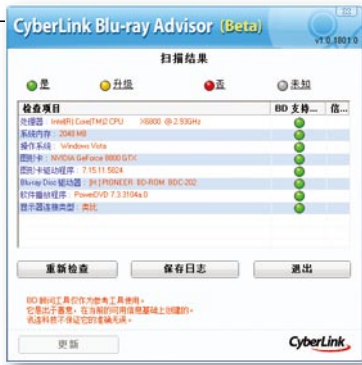 CyberLink Blu-ray Advisor (Beta)
v1.0.1801.0
扫描结果
是 升级 否 未知
检查项目 BD 支持... 信...
处理器: Intel(R) Core(TM)2 CPU X6800 @ 2.93GHz
系统内存: 2048 MB
操作系统: Windows Vista
图形卡: NVIDIA GeForce 8800 GTX
图形卡驱动程序: 7.15.11.5824
Blu-ray Disc 驱动器: [H:] PIONEER BD-ROM BDC-202
软件播放程序: PowerDVD 7.3.3104a.0
显示器连接类型: 类比
重新检查 保存日志 退出
BD 顾问工具仅作为参考工具使用。
它是出于善意,在当前的可用信息基础上创建的。
讯连科技不保证它的准确无误。
更新 CyberLink